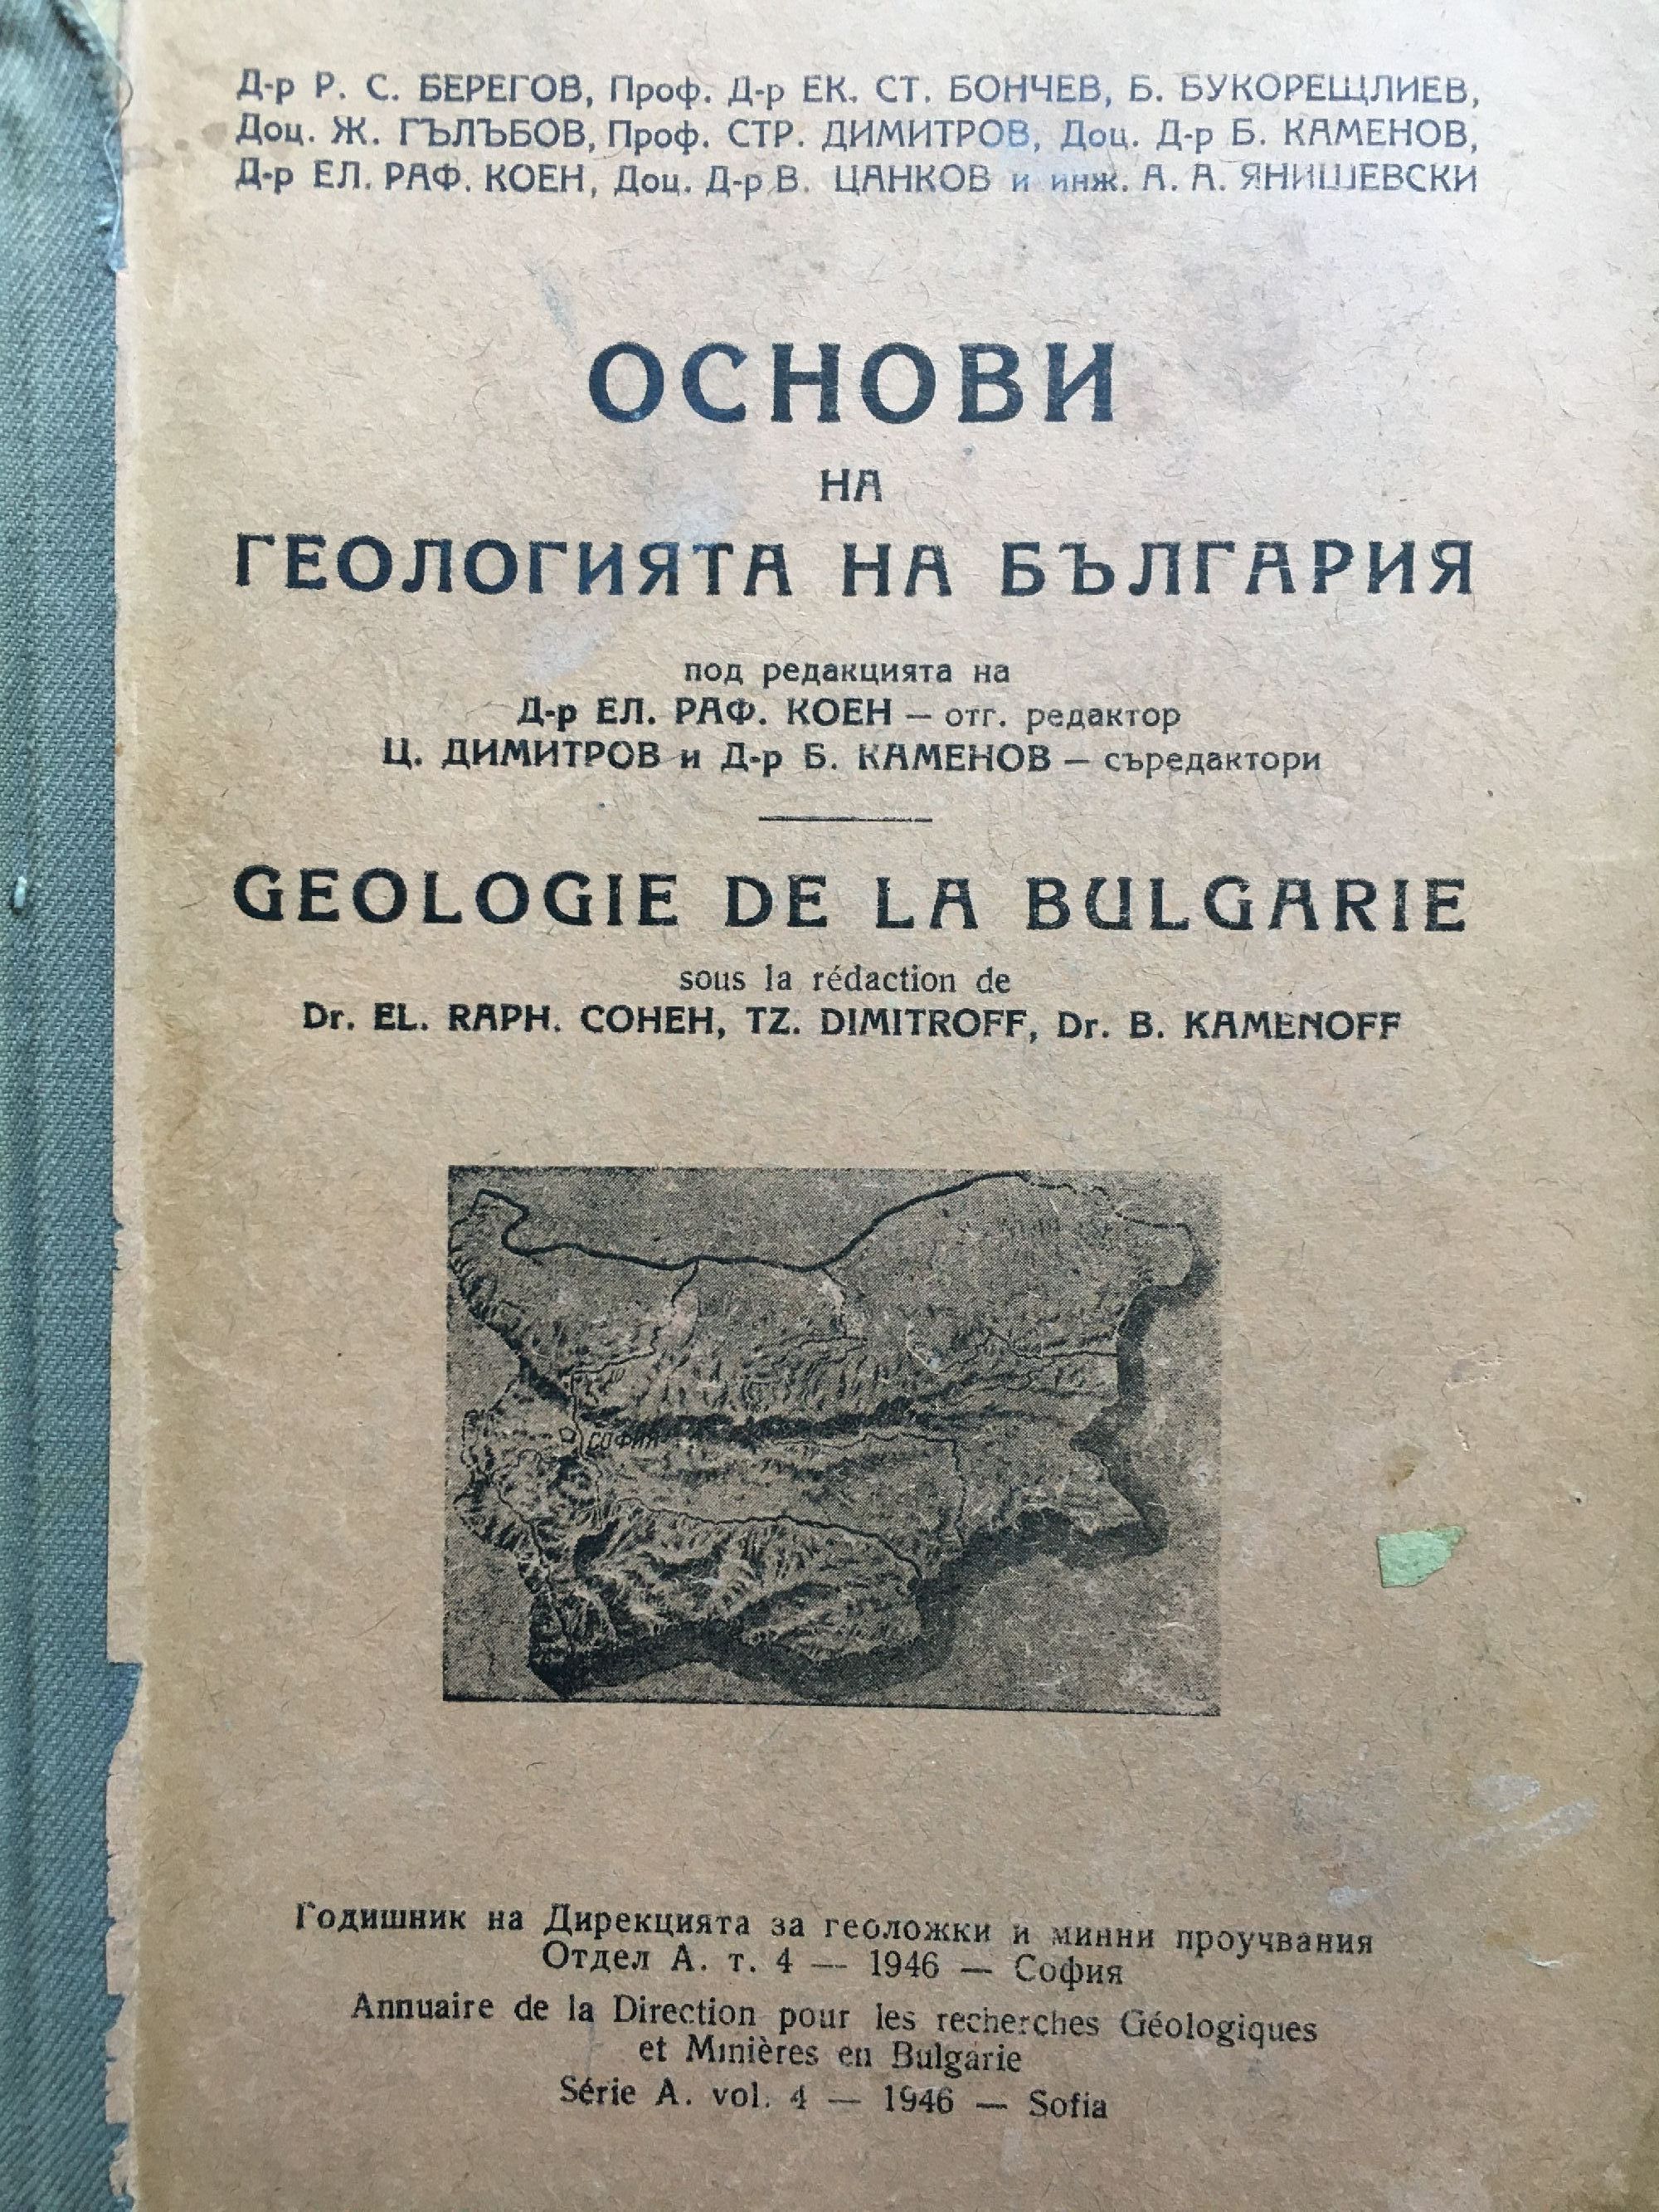 Д-р Р. С. БЕРЕГОВ, Проф. Д-р ЕК. СТ. БОНЧЕВ, Б. БУКОРЕЩЛИЕВ,
Доц. Ж. ГЪЛЪБОВ, Проф. СТР. ДИМИТРОВ, Доц. Д-р Б. КАМЕНОВ,
Д-р ЕЛ. РАФ. КОЕН, Доц. Д-р В. ЦАНКОВ и инж. А. А. ЯНИШЕВСКИ
ОСНОВИ
НА
ГЕОЛОГИЯТА НА БЪЛГАРИЯ
под редакцията на
Д-р ЕЛ. РАФ. КОЕН — отг. редактор
Ц. ДИМИТРОВ и Д-р Б. КАМЕНОВ — съредактори
GEOLOGIE DE LA BULGARIE
sous la rédaction de
Dr. EL. RAPH. COHEH, TZ. DIMITROFF, Dr. B. KAMENOFF
СОФИЯ
Годишник на Дирекцията за геоложки и минни проучвания
Отдел А. т. 4 — 1946 — София
Annuaire de la Direction pour les recherches Géologiques
et Minières en Bulgarie
Série A. vol. 4 — 1946 — Sofia